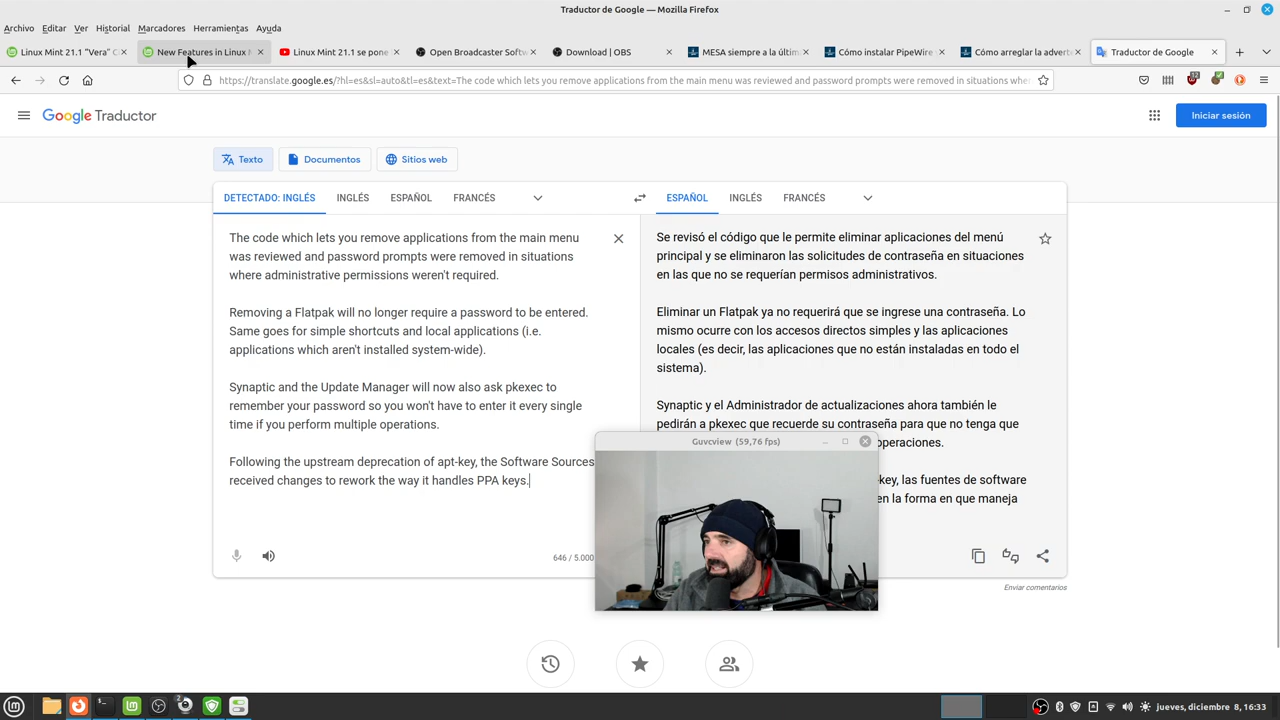 Traductor de Google — Mozilla Firefox
Archivo Editar Ver Historial Marcadores Herramientas Ayuda
Linux Mint 21.1 "Vera" C
New Features in Linux M
Linux Mint 21.1 se pone
Open Broadcaster Softw
Download | OBS
MESA siempre a la últim
Cómo instalar PipeWire
Cómo arreglar la advert
Traductor de Google
https://translate.google.es/?hl=es&sl=auto&tl=es&text=The code which lets you remove applications from the main menu was reviewed and password prompts were removed in situations whe
Google Traductor
Iniciar sesión
Texto
Documentos
Sitios web
DETECTADO: INGLÉS INGLÉS ESPAÑOL FRANCÉS
ESPAÑOL INGLÉS FRANCÉS
The code which lets you remove applications from the main menu
was reviewed and password prompts were removed in situations
where administrative permissions weren't required.
Removing a Flatpak will no longer require a password to be entered.
Same goes for simple shortcuts and local applications (i.e.
applications which aren't installed system-wide).
Synaptic and the Update Manager will now also ask pkexec to
remember your password so you won't have to enter it every single
time if you perform multiple operations.
Following the upstream deprecation of apt-key, the Software Sources
received changes to rework the way it handles PPA keys.
646 / 5.000
Se revisó el código que le permite eliminar aplicaciones del menú
principal y se eliminaron las solicitudes de contraseña en situaciones
en las que no se requerían permisos administrativos.
Eliminar un Flatpak ya no requerirá que se ingrese una contraseña. Lo
mismo ocurre con los accesos directos simples y las aplicaciones
locales (es decir, las aplicaciones que no están instaladas en todo el
sistema).
Synaptic y el Administrador de actualizaciones ahora también le
pedirán a pkexec que recuerde su contraseña para que no tenga que
operaciones.
-key, las fuentes de software
en la forma en que maneja
Guvcview (59,76 fps)
Enviar comentarios
jueves, diciembre 8, 16:33